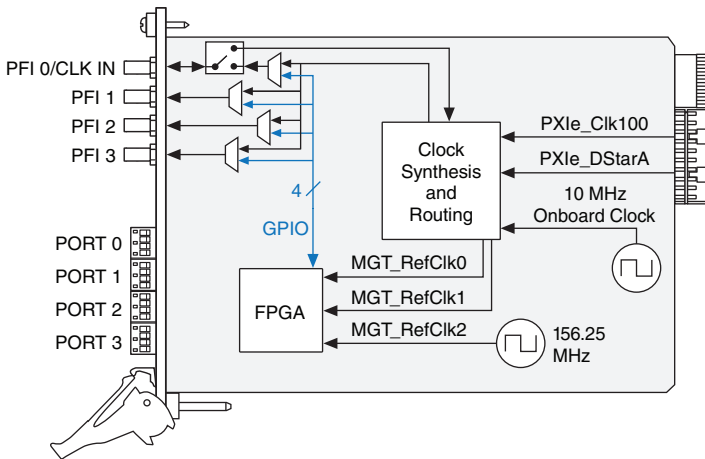 PFI 0/CLK IN
PFI 1
PFI 2
PFI 3
PXIe_Clk100
Clock
Synthesis
and
Routing
PXIe_DStarA
4
10 MHz
Onboard Clock
GPIO
PORT 0
MGT_RefClk0
PORT 1
MGT_RefClk1
FPGA
PORT 2
MGT_RefClk2
156.25
MHz
PORT 3